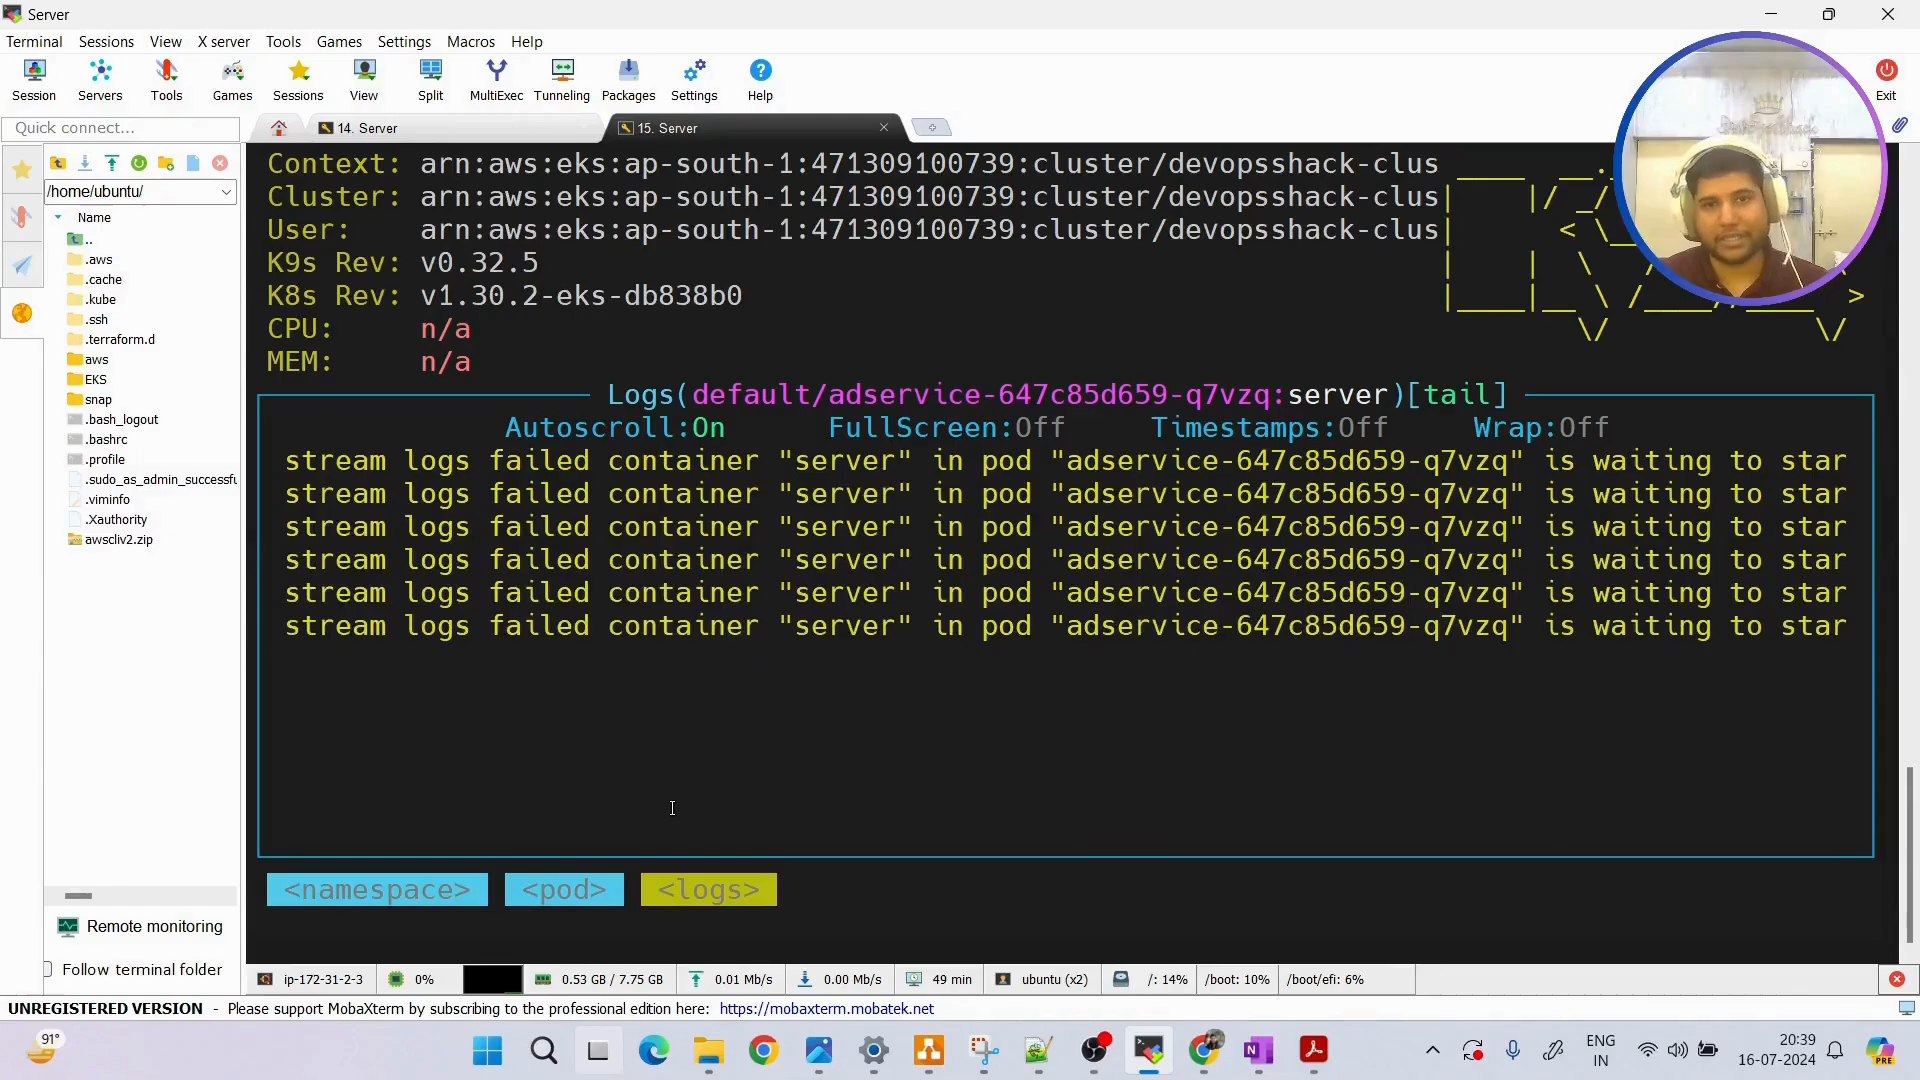 Server
Terminal Sessions View X server Tools Games Settings Macros Help
Session Servers Tools Games Sessions View Split MultiExec Tunneling Packages Settings Help Exit
Quick connect...
14. Server
15. Server
/home/ubuntu/
Name
..
.aws
.cache
.kube
.ssh
.terraform.d
aws
EKS
snap
.bash_logout
.bashrc
.profile
.sudo_as_admin_successfu
.viminfo
.Xauthority
awscliv2.zip
Remote monitoring
Follow terminal folder
Context: arn:aws:eks:ap-south-1:471309100739:cluster/devopsshack-clus
Cluster: arn:aws:eks:ap-south-1:471309100739:cluster/devopsshack-clus
User: arn:aws:eks:ap-south-1:471309100739:cluster/devopsshack-clus
K9s Rev: v0.32.5
K8s Rev: v1.30.2-eks-db838b0
CPU: n/a
MEM: n/a
Logs(default/adservice-647c85d659-q7vzq:server)[tail]
Autoscroll:On FullScreen:Off Timestamps:Off Wrap:Off
stream logs failed container "server" in pod "adservice-647c85d659-q7vzq" is waiting to star
stream logs failed container "server" in pod "adservice-647c85d659-q7vzq" is waiting to star
stream logs failed container "server" in pod "adservice-647c85d659-q7vzq" is waiting to star
stream logs failed container "server" in pod "adservice-647c85d659-q7vzq" is waiting to star
stream logs failed container "server" in pod "adservice-647c85d659-q7vzq" is waiting to star
stream logs failed container "server" in pod "adservice-647c85d659-q7vzq" is waiting to star
<namespace> <pod> <logs>
ip-172-31-2-3 0% 0.53 GB / 7.75 GB 0.01 Mb/s 0.00 Mb/s 49 min ubuntu (x2) /: 14% /boot: 10% /boot/efi: 6%
UNREGISTERED VERSION - Please support MobaXterm by subscribing to the professional edition here: https://mobaxterm.mobatek.net
91°
ENG
IN
20:39
16-07-2024
PRE